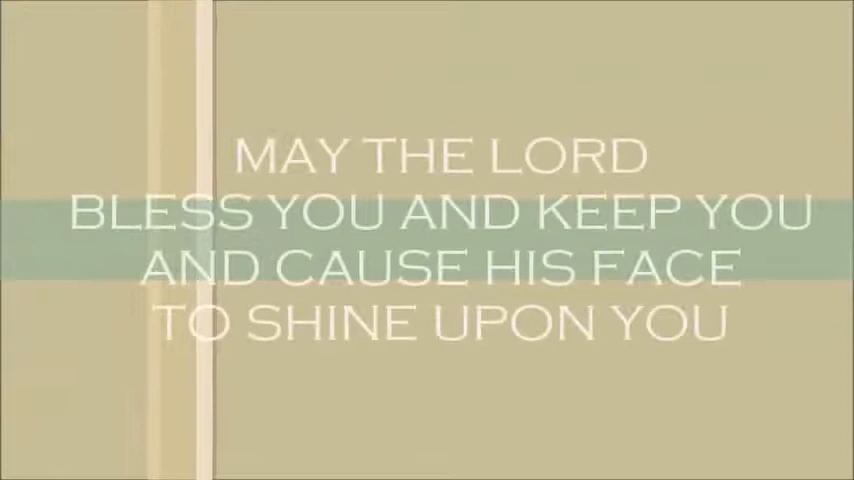 MAY THE LORD
BLESS YOU AND KEEP YOU
AND CAUSE HIS FACE
TO SHINE UPON YOU